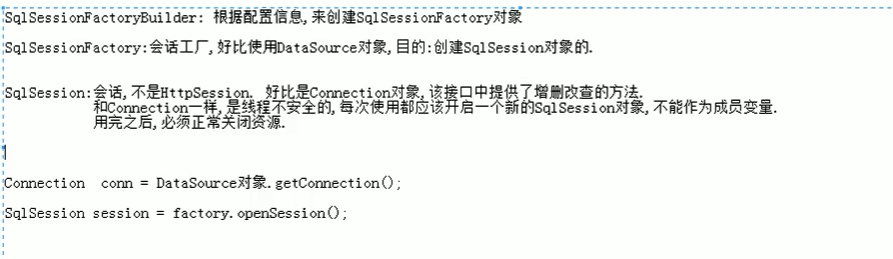 SqlSessionFactoryBuilder: 根据配置信息,来创建SqlSessionFactory对象
SqlSessionFactory:会话工厂,好比使用DataSource对象,目的:创建SqlSession对象的.
SqlSession:会话,不是HttpSession. 好比是Connection对象,该接口中提供了增删改查的方法.
和Connection一样,是线程不安全的,每次使用都应该开启一个新的SqlSession对象,不能作为成员变量.
用完之后,必须正常关闭资源.
Connection conn = DataSource对象.getConnection();
SqlSession session = factory.openSession();